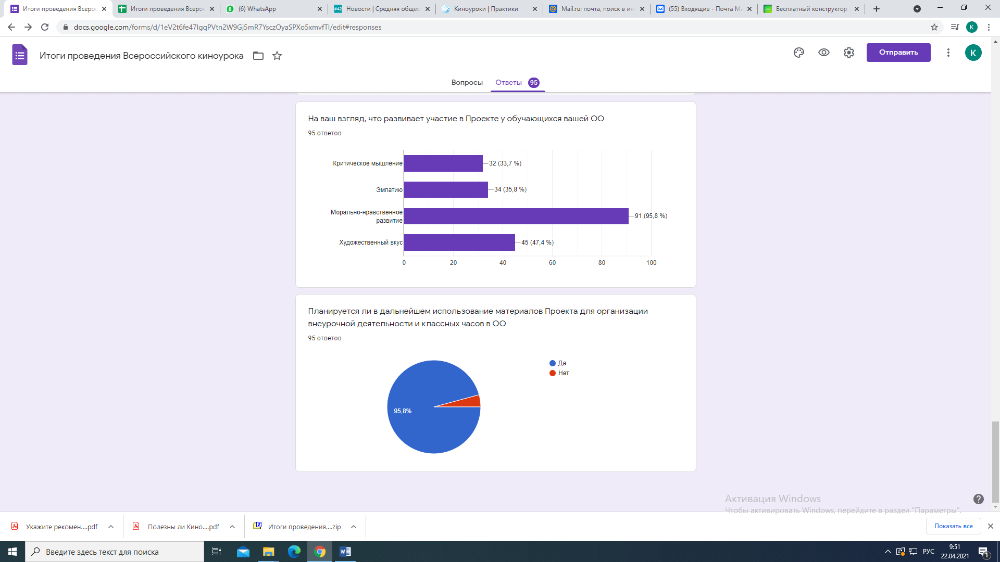 Итоги проведения Всерос
Итоги проведения Всерос
(6) WhatsApp
Новости | Средняя общео
Киноуроки | Практики
Mail.ru: почта, поиск в инт
(55) Входящие - Почта Ма
Бесплатный конструктор
docs.google.com/forms/d/1eV2t6fe47IgqPVtn2W9Gj5mR7YsczOyaSPXo5xmvfTI/edit#responses
K
Итоги проведения Всероссийского киноурока
Отправить
K
Вопросы
Ответы 95
На ваш взгляд, что развивает участие в Проекте у обучающихся вашей ОО
95 ответов
Критическое мышление
32 (33,7 %)
Эмпатию
34 (35,8 %)
Морально-нравственное
развитие
91 (95,8 %)
Художественный вкус
45 (47,4 %)
0 20 40 60 80 100
Планируется ли в дальнейшем использование материалов Проекта для организации
внеурочной деятельности и классных часов в ОО
95 ответов
Да
Нет
95,8%
Активация Windows
Чтобы активировать Windows, перейдите в раздел "Параметры".
Укажите рекомен....pdf
Полезны ли Кино....pdf
Итоги проведения....zip
Показать все
Введите здесь текст для поиска
РУС
9:51
22.04.2021
1